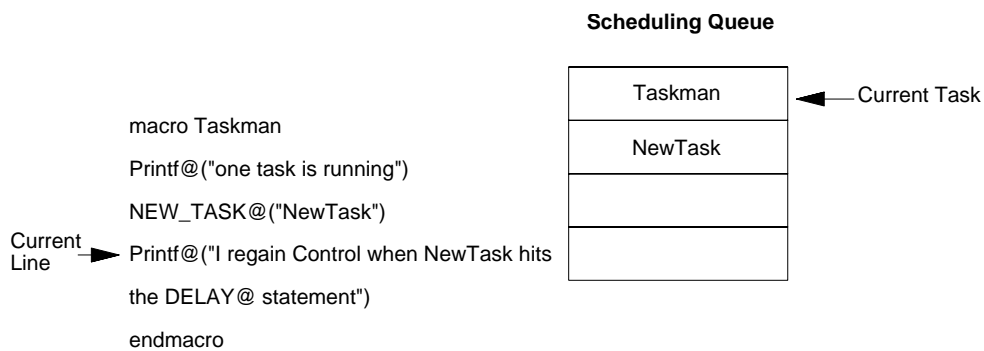 Scheduling Queue
Taskman
Current Task
NewTask
macro Taskman
Printf@("one task is running")
NEW_TASK@("NewTask")
Current
Line
Printf@("I regain Control when NewTask hits
the DELAY@ statement")
endmacro